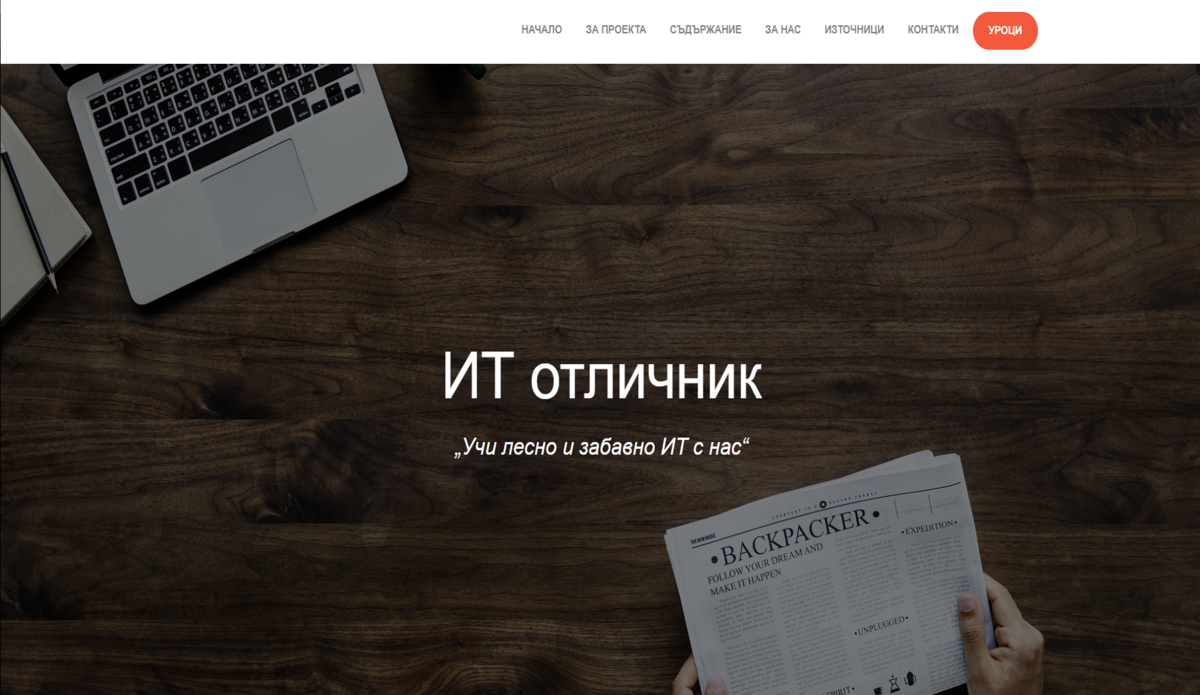 НАЧАЛО ЗА ПРОЕКТА СЪДЪРЖАНИЕ ЗА НАС ИЗТОЧНИЦИ КОНТАКТИ УРОЦИ
ИТ отличник
„Учи лесно и забавно ИТ с нас“
•BACKPACKER•
FOLLOW YOUR DREAM AND
MAKE IT HAPPEN
•EXPEDITION•
•UNPLUGGED•